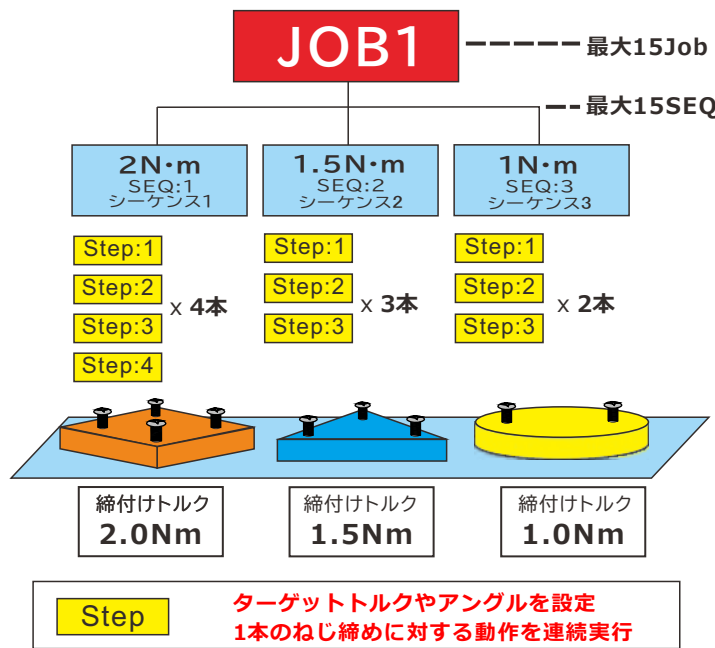 JOB1
最大15Job
最大15SEQ
2N·m
SEQ:1
シーケンス1
1.5N·m
SEQ:2
シーケンス2
1N·m
SEQ:3
シーケンス3
Step:1
Step:2
Step:3
Step:4
x 4本
Step:1
Step:2
Step:3
x 3本
Step:1
Step:2
Step:3
x 2本
締付けトルク
2.0Nm
締付けトルク
1.5Nm
締付けトルク
1.0Nm
Step
ターゲットトルクやアングルを設定
1本のねじ締めに対する動作を連続実行